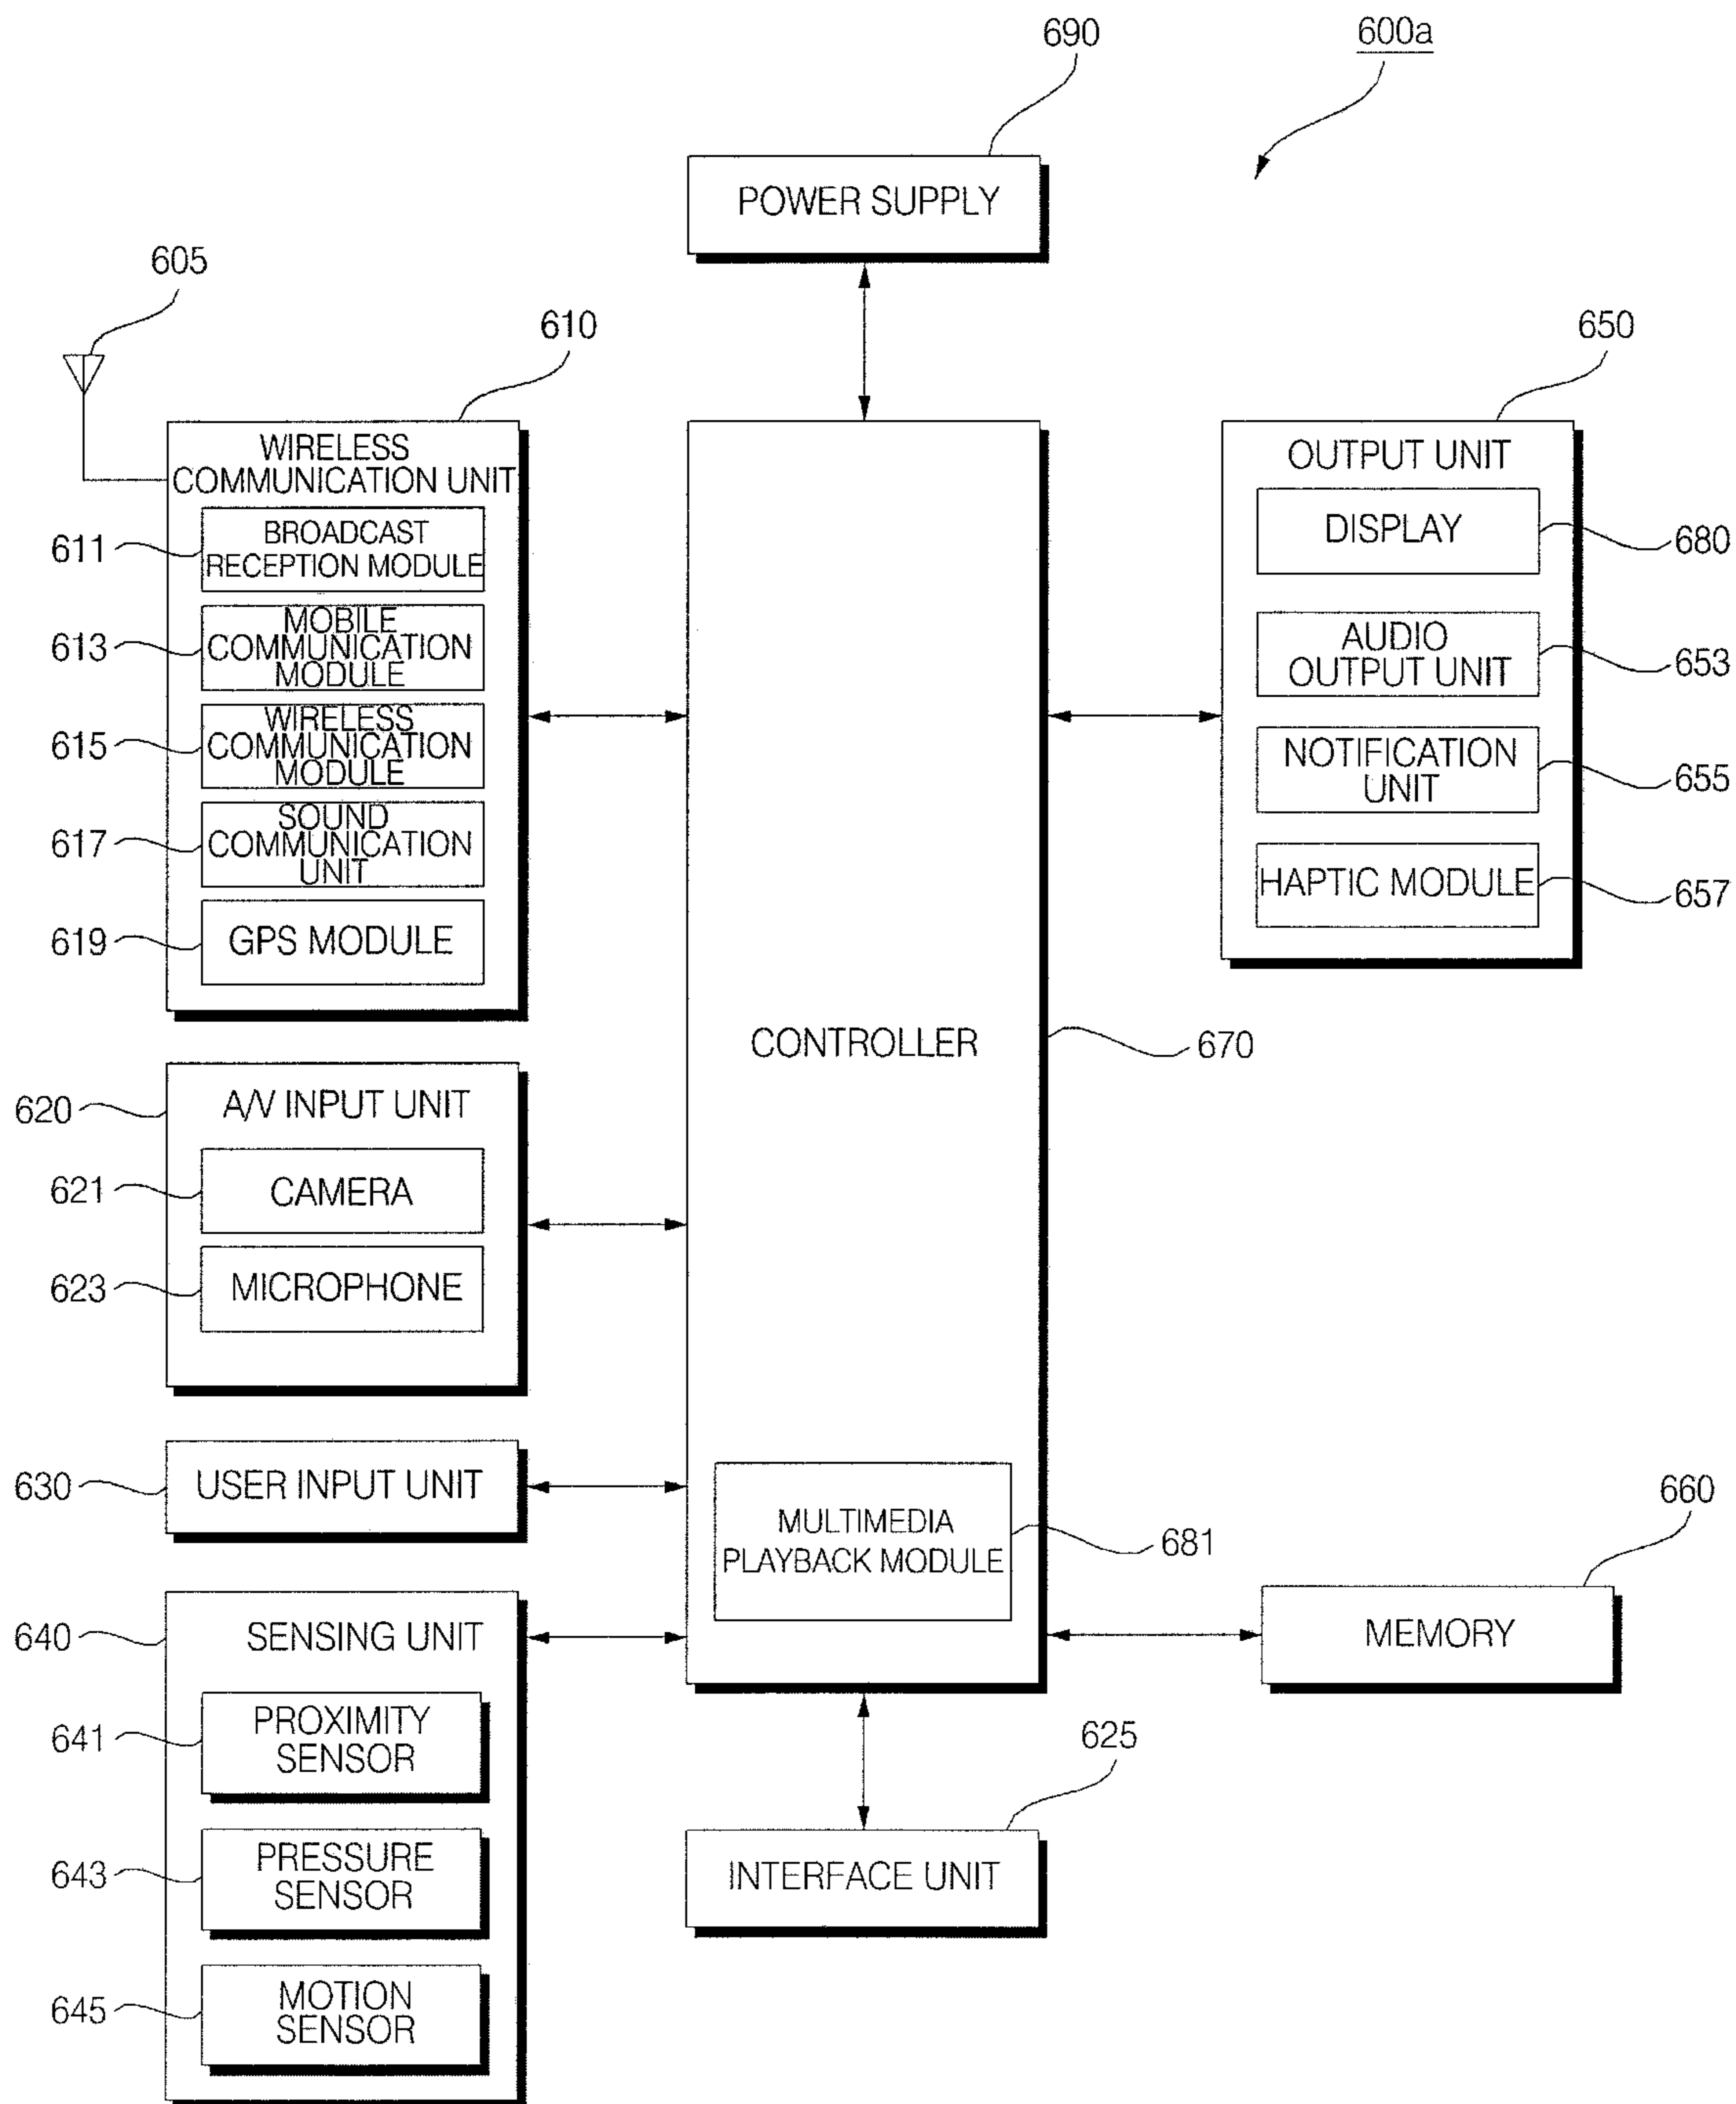 690
600a
POWER SUPPLY
605
610
650
WIRELESS
COMMUNICATION UNIT
611
BROADCAST
RECEPTION MODULE
613
MOBILE
COMMUNICATION
MODULE
615
WIRELESS
COMMUNICATION
MODULE
617
SOUND
COMMUNICATION
UNIT
619
GPS MODULE
OUTPUT UNIT
DISPLAY
680
AUDIO
OUTPUT UNIT
653
NOTIFICATION
UNIT
655
HAPTIC MODULE
657
CONTROLLER
670
620
A/V INPUT UNIT
621
CAMERA
623
MICROPHONE
630
USER INPUT UNIT
MULTIMEDIA
PLAYBACK MODULE
681
660
MEMORY
640
SENSING UNIT
641
PROXIMITY
SENSOR
643
PRESSURE
SENSOR
645
MOTION
SENSOR
625
INTERFACE UNIT